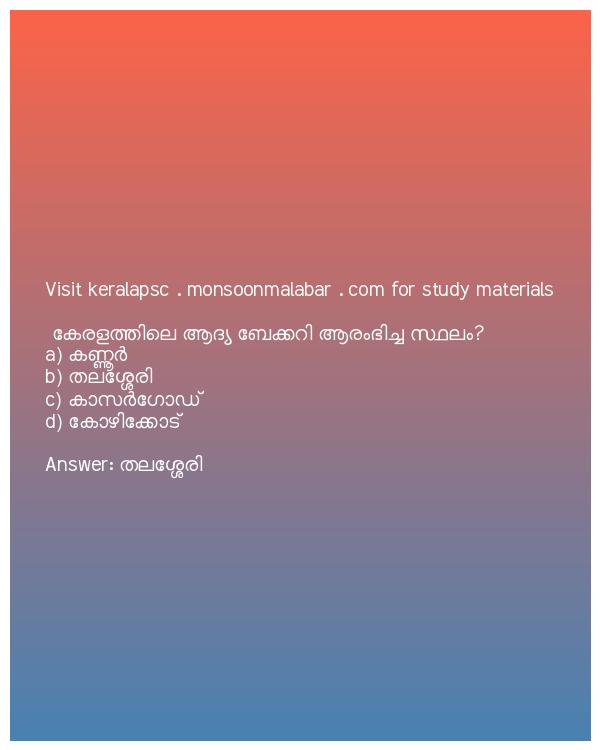 Visit keralapsc . monsoonmalabar . com for study materials
കേരളത്തിലെ ആദ്യ ബേക്കറി ആരംഭിച്ച സ്ഥലം?
a) കണ്ണൂർ
b) തലശ്ശേരി
c) കാസർഗോഡ്
d) കോഴിക്കോട്
Answer: തലശ്ശേരി